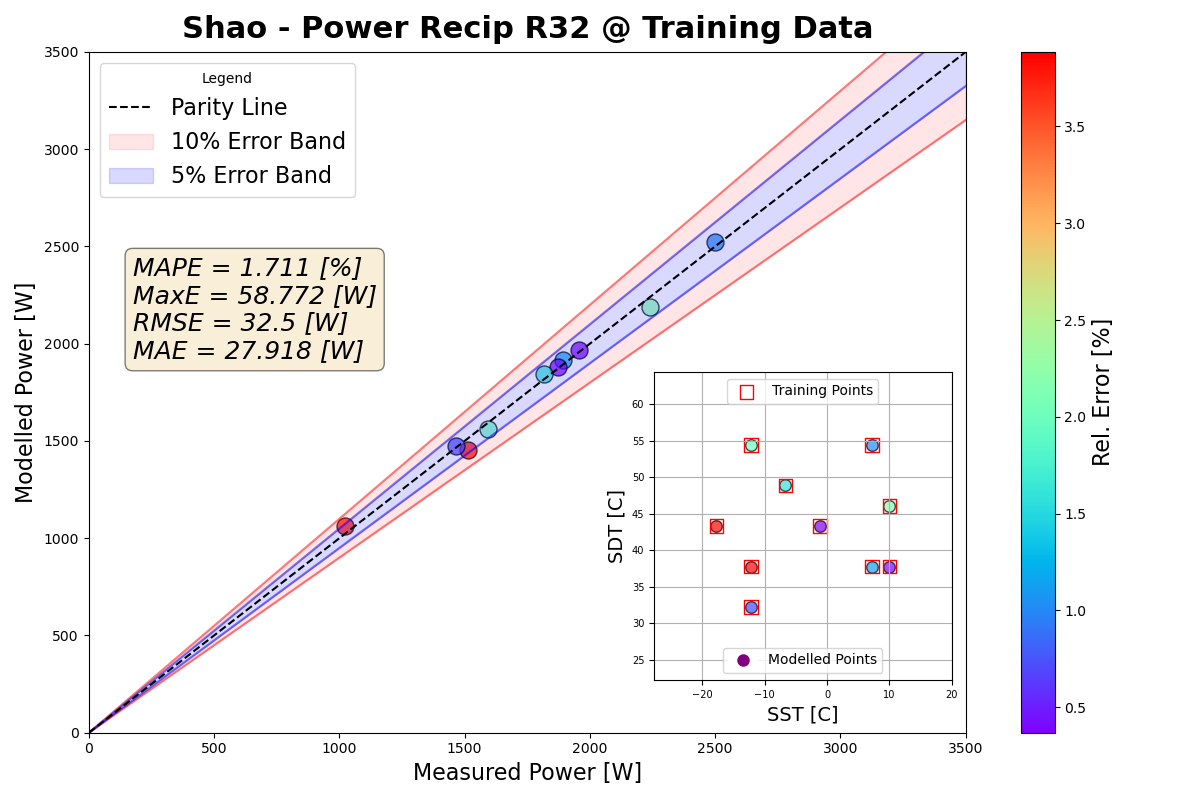 Shao - Power Recip R32 @ Training Data
Modelled Power [W]
3500
3000
2500
2000
1500
1000
500
0
Legend
Parity Line
10% Error Band
5% Error Band
MAPE = 1.711 [%]
MaxE = 58.772 [W]
RMSE = 32.5 [W]
MAE = 27.918 [W]
SDT [C]
60
55
50
45
40
35
30
25
Training Points
Modelled Points
−20 −10 0 10 20
SST [C]
0 500 1000 1500 2000 2500 3000 3500
Measured Power [W]
3.5
3.0
2.5
2.0
1.5
1.0
0.5
Rel. Error [%]